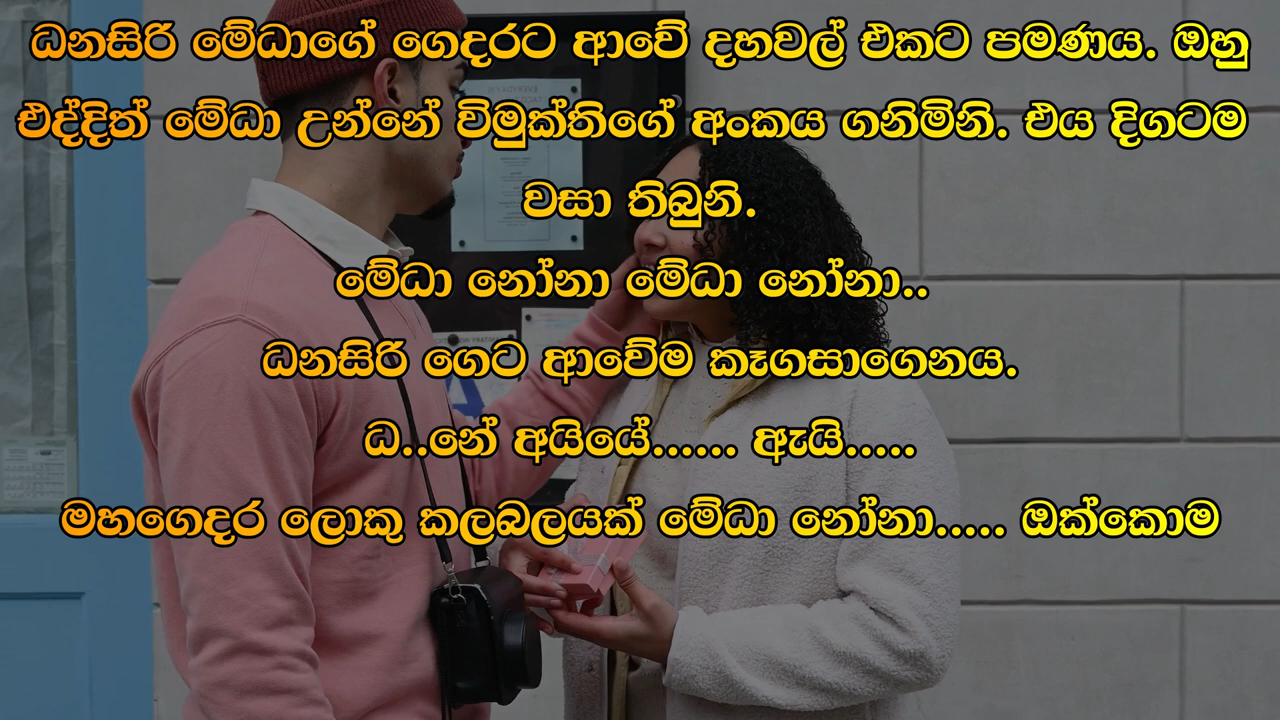 ධනසිරි මේධාගේ ගෙදරට ආවේ දහවල් එකට පමණය. ඔහු
එද්දිත් මේධා උන්නේ විමුක්තිගේ අංකය ගනිමිනි. එය දිගටම
වසා තිබුනි.
මේධා නෝනා මේධා නෝනා..
ධනසිරි ගෙට ආවේම කෑගසාගෙනය.
ධ..නේ අයියේ...... ඇයි.....
මහගෙදර ලොකු කලබලයක් මේධා නෝනා..... ඔක්කොම